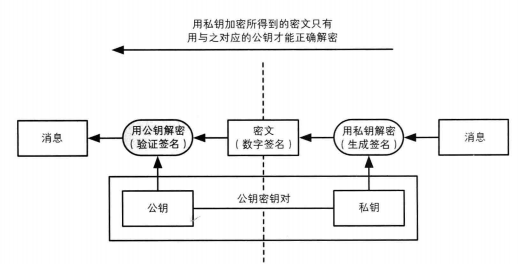 用私钥加密所得到的密文只有
用与之对应的公钥才能正确解密
消息
用公钥解密
（验证签名）
密文
（数字签名）
用私钥解密
（生成签名）
消息
公钥
公钥密钥对
私钥